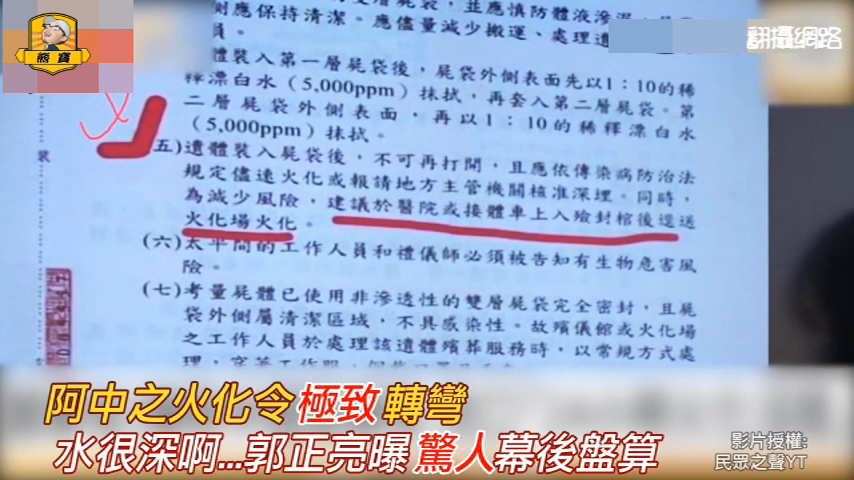 熊寶
翻攝網路
側應保持清潔。應儘量減少搬運、處理遺
員。
體裝入第一層屍袋後，屍袋外側表面先以1：10的稀
釋漂白水（5,000ppm）抹拭，再套入第二層屍袋。第
二層屍袋外側表面，再以1：10的稀釋漂白水
（5,000ppm）抹拭。
五)遺體裝入屍袋後，不可再打開，且應依傳染病防治法
規定儘速火化或報請地方主管機關核准深埋。同時，
為減少風險，建議於醫院或接體車上入殮封棺後逕送
火化場火化。
裝
(六)太平間的工作人員和禮儀師必須被告知有生物危害風
險。
(七)考量屍體已使用非滲透性的雙層屍袋完全密封，且屍
袋外側屬清潔區域，不具感染性。故殯儀館或火化場
之工作人員於處理該遺體殯葬服務時，以常規方式處
阿中之火化令極致轉彎
水很深啊...郭正亮曝驚人幕後盤算
影片授權:
民眾之聲YT